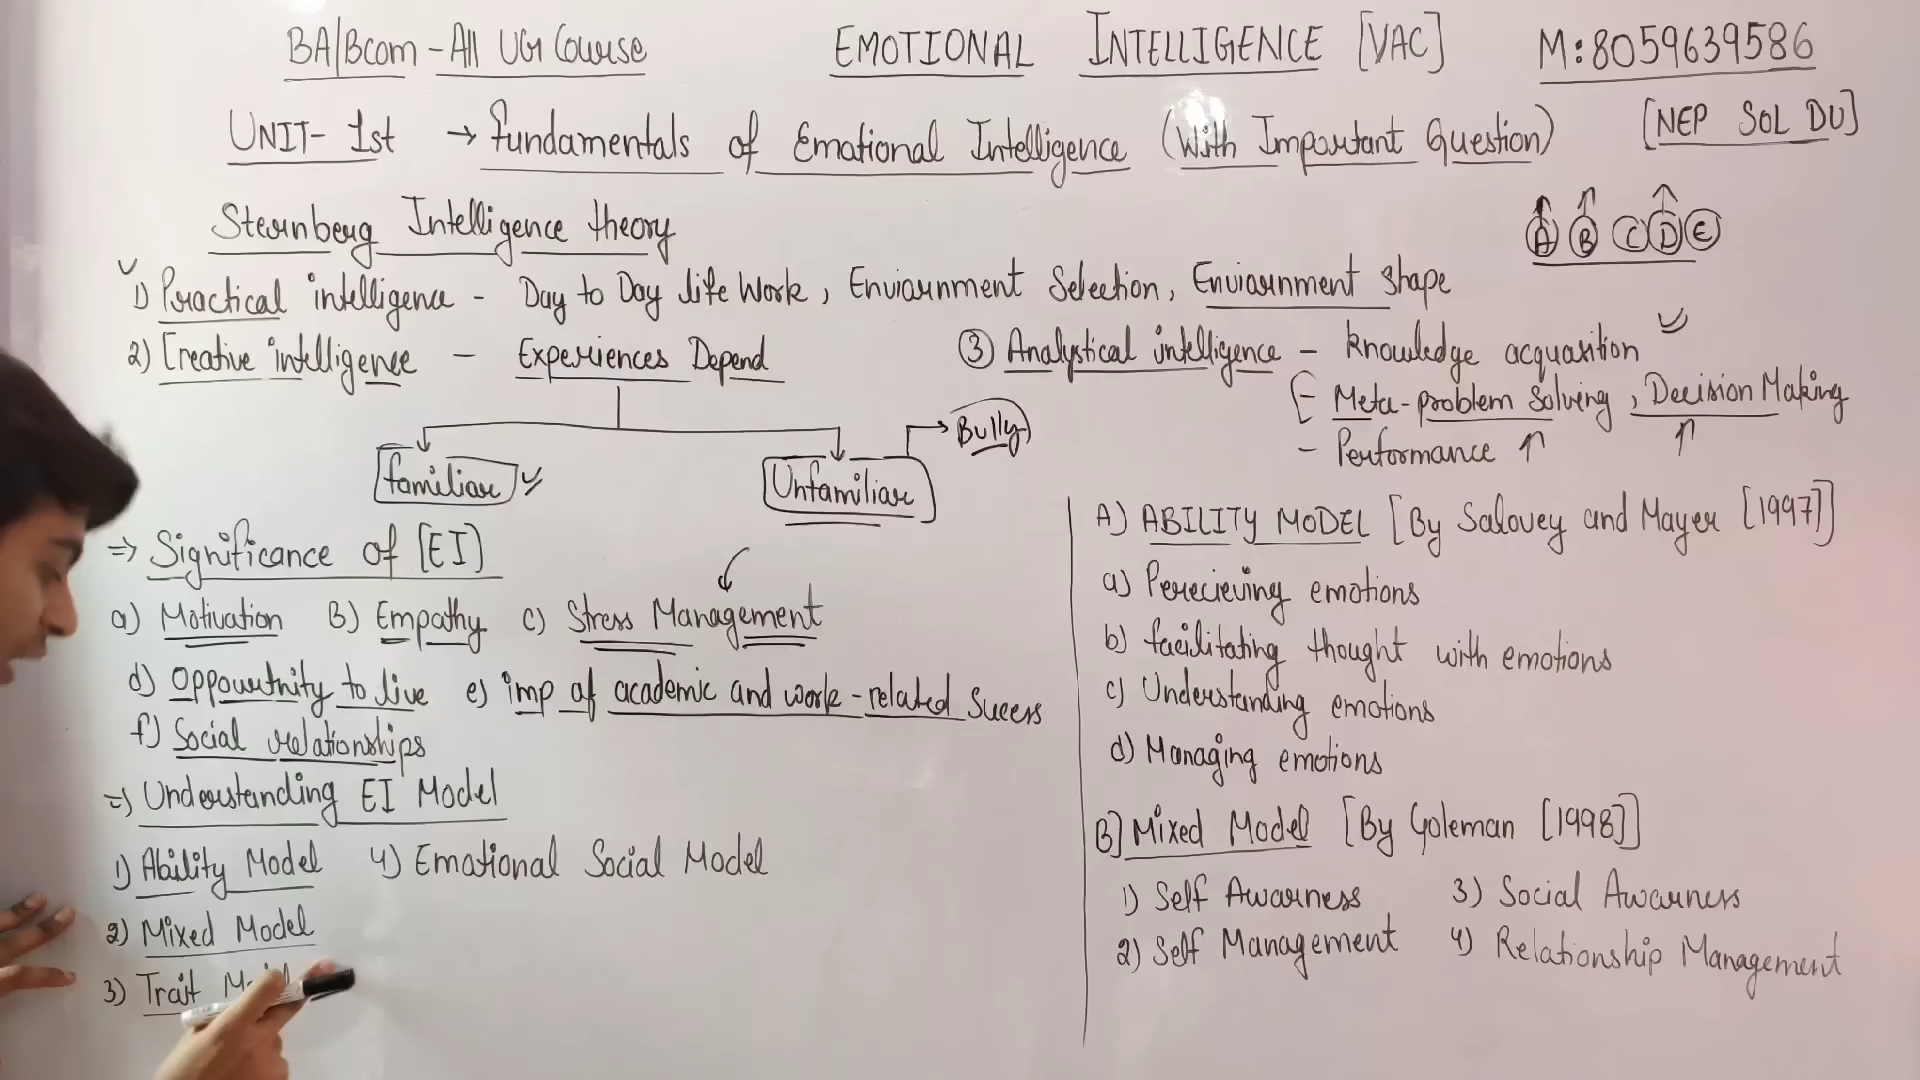 BA/Bcom - All UG Course EMOTIONAL INTELLIGENCE [VAC] M:8059639586
UNIT- 1st → fundamentals of Emotional Intelligence (With Important Question) [NEP SOL DU]
Sternberg Intelligence theory
A B C D E
1) Practical intelligence - Day to Day life Work, Enviornment Selection, Enviornment shape
2) Creative intelligence - Experiences Depend
familiar
Unfamiliar → Bully
③ Analystical intelligence - knowledge acquasition
- Meta-problem solving, Decision Making
- Performance ↑ ↑
⇒ Significance of [EI]
a) Motivation B) Empathy c) Stress Management
d) Oppourtnity to live e) imp of academic and work-related Sucess
f) Social relationships
⇒ Understanding EI Model
1) Ability Model 4) Emotional Social Model
2) Mixed Model
3) Trait
A) ABILITY MODEL [By Salovey and Mayer [1997]]
a) Perecieving emotions
b) facilitating thought with emotions
c) Understanding emotions
d) Managing emotions
B] Mixed Model [By Goleman [1998]]
1) Self Awarness 3) Social Awarness
2) Self Management 4) Relationship Management